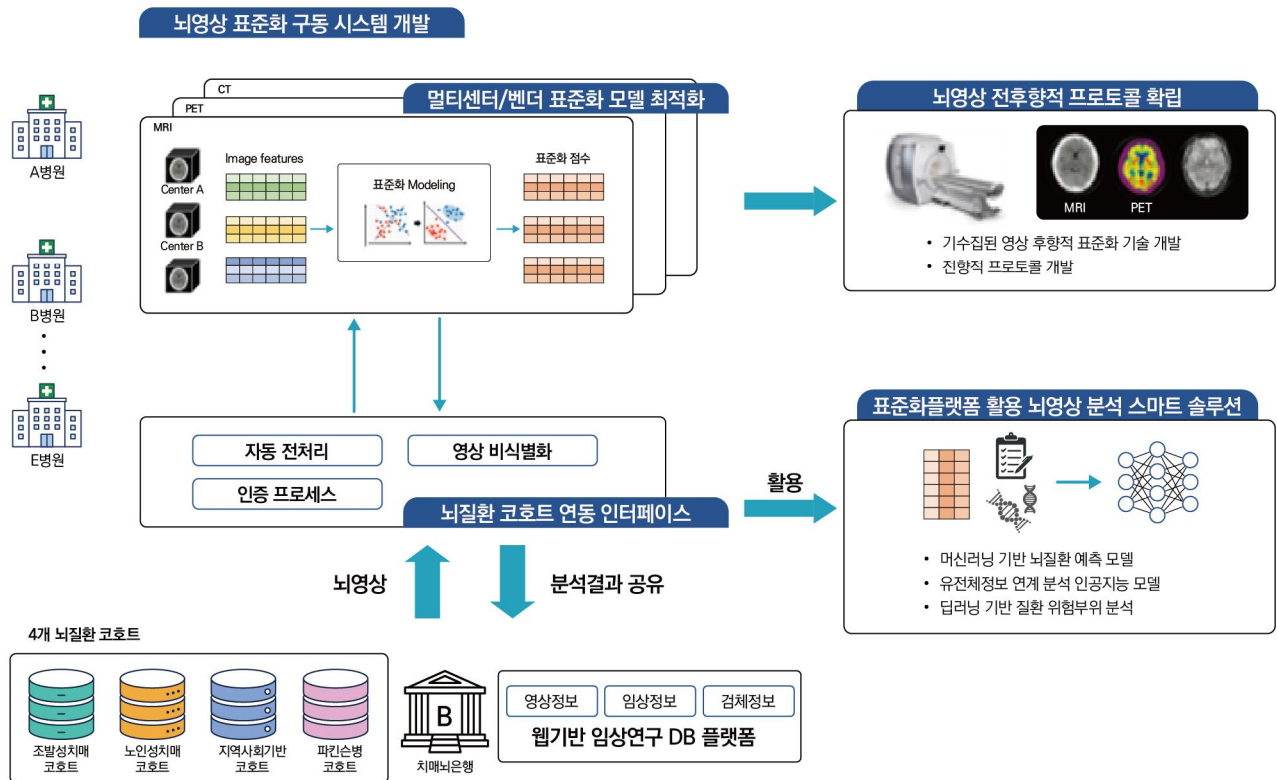 뇌영상 표준화 구동 시스템 개발
A병원
B병원
E병원
CT
PET
MRI
멀티센터/벤더 표준화 모델 최적화
Center A
Center B
Image features
표준화 Modeling
표준화 점수
뇌영상 전후향적 프로토콜 확립
MRI
PET
• 기수집된 영상 후향적 표준화 기술 개발
• 진향적 프로토콜 개발
자동 전처리
영상 비식별화
인증 프로세스
뇌질환 코호트 연동 인터페이스
활용
표준화플랫폼 활용 뇌영상 분석 스마트 솔루션
• 머신러닝 기반 뇌질환 예측 모델
• 유전체정보 연계 분석 인공지능 모델
• 딥러닝 기반 질환 위험부위 분석
뇌영상
분석결과 공유
4개 뇌질환 코호트
조발성치매
코호트
노인성치매
코호트
지역사회기반
코호트
파킨슨병
코호트
B
치매뇌은행
영상정보
임상정보
검체정보
웹기반 임상연구 DB 플랫폼